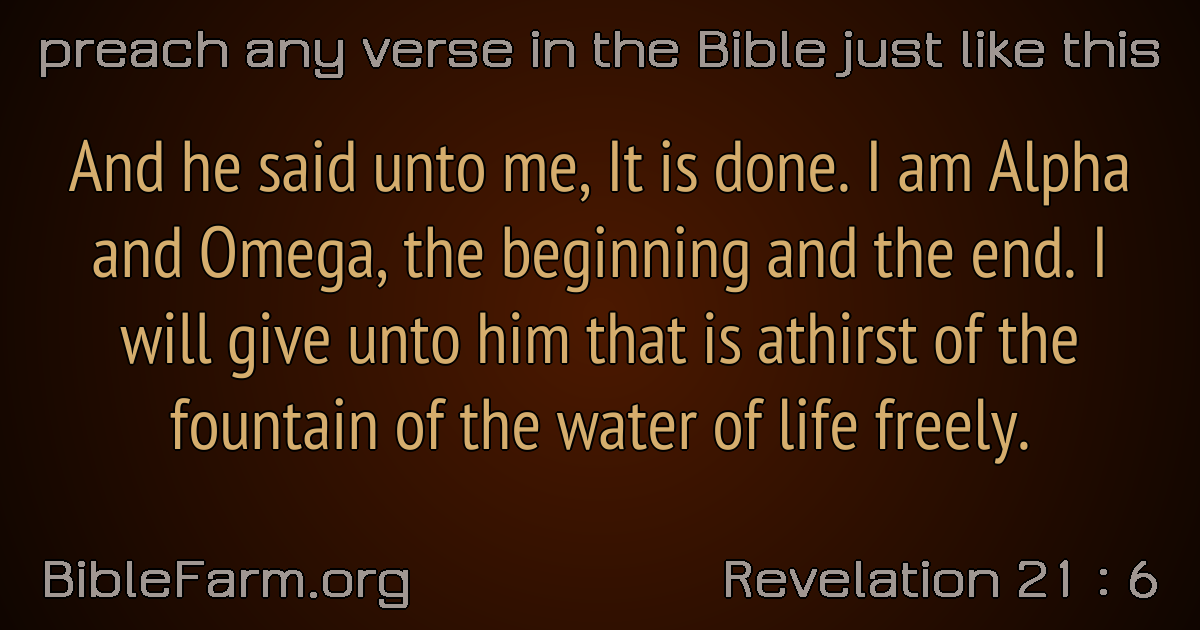 preach any verse in the Bible just like this
And he said unto me, It is done. I am Alpha
and Omega, the beginning and the end. I
will give unto him that is athirst of the
fountain of the water of life freely.
BibleFarm.org
Revelation 21 : 6